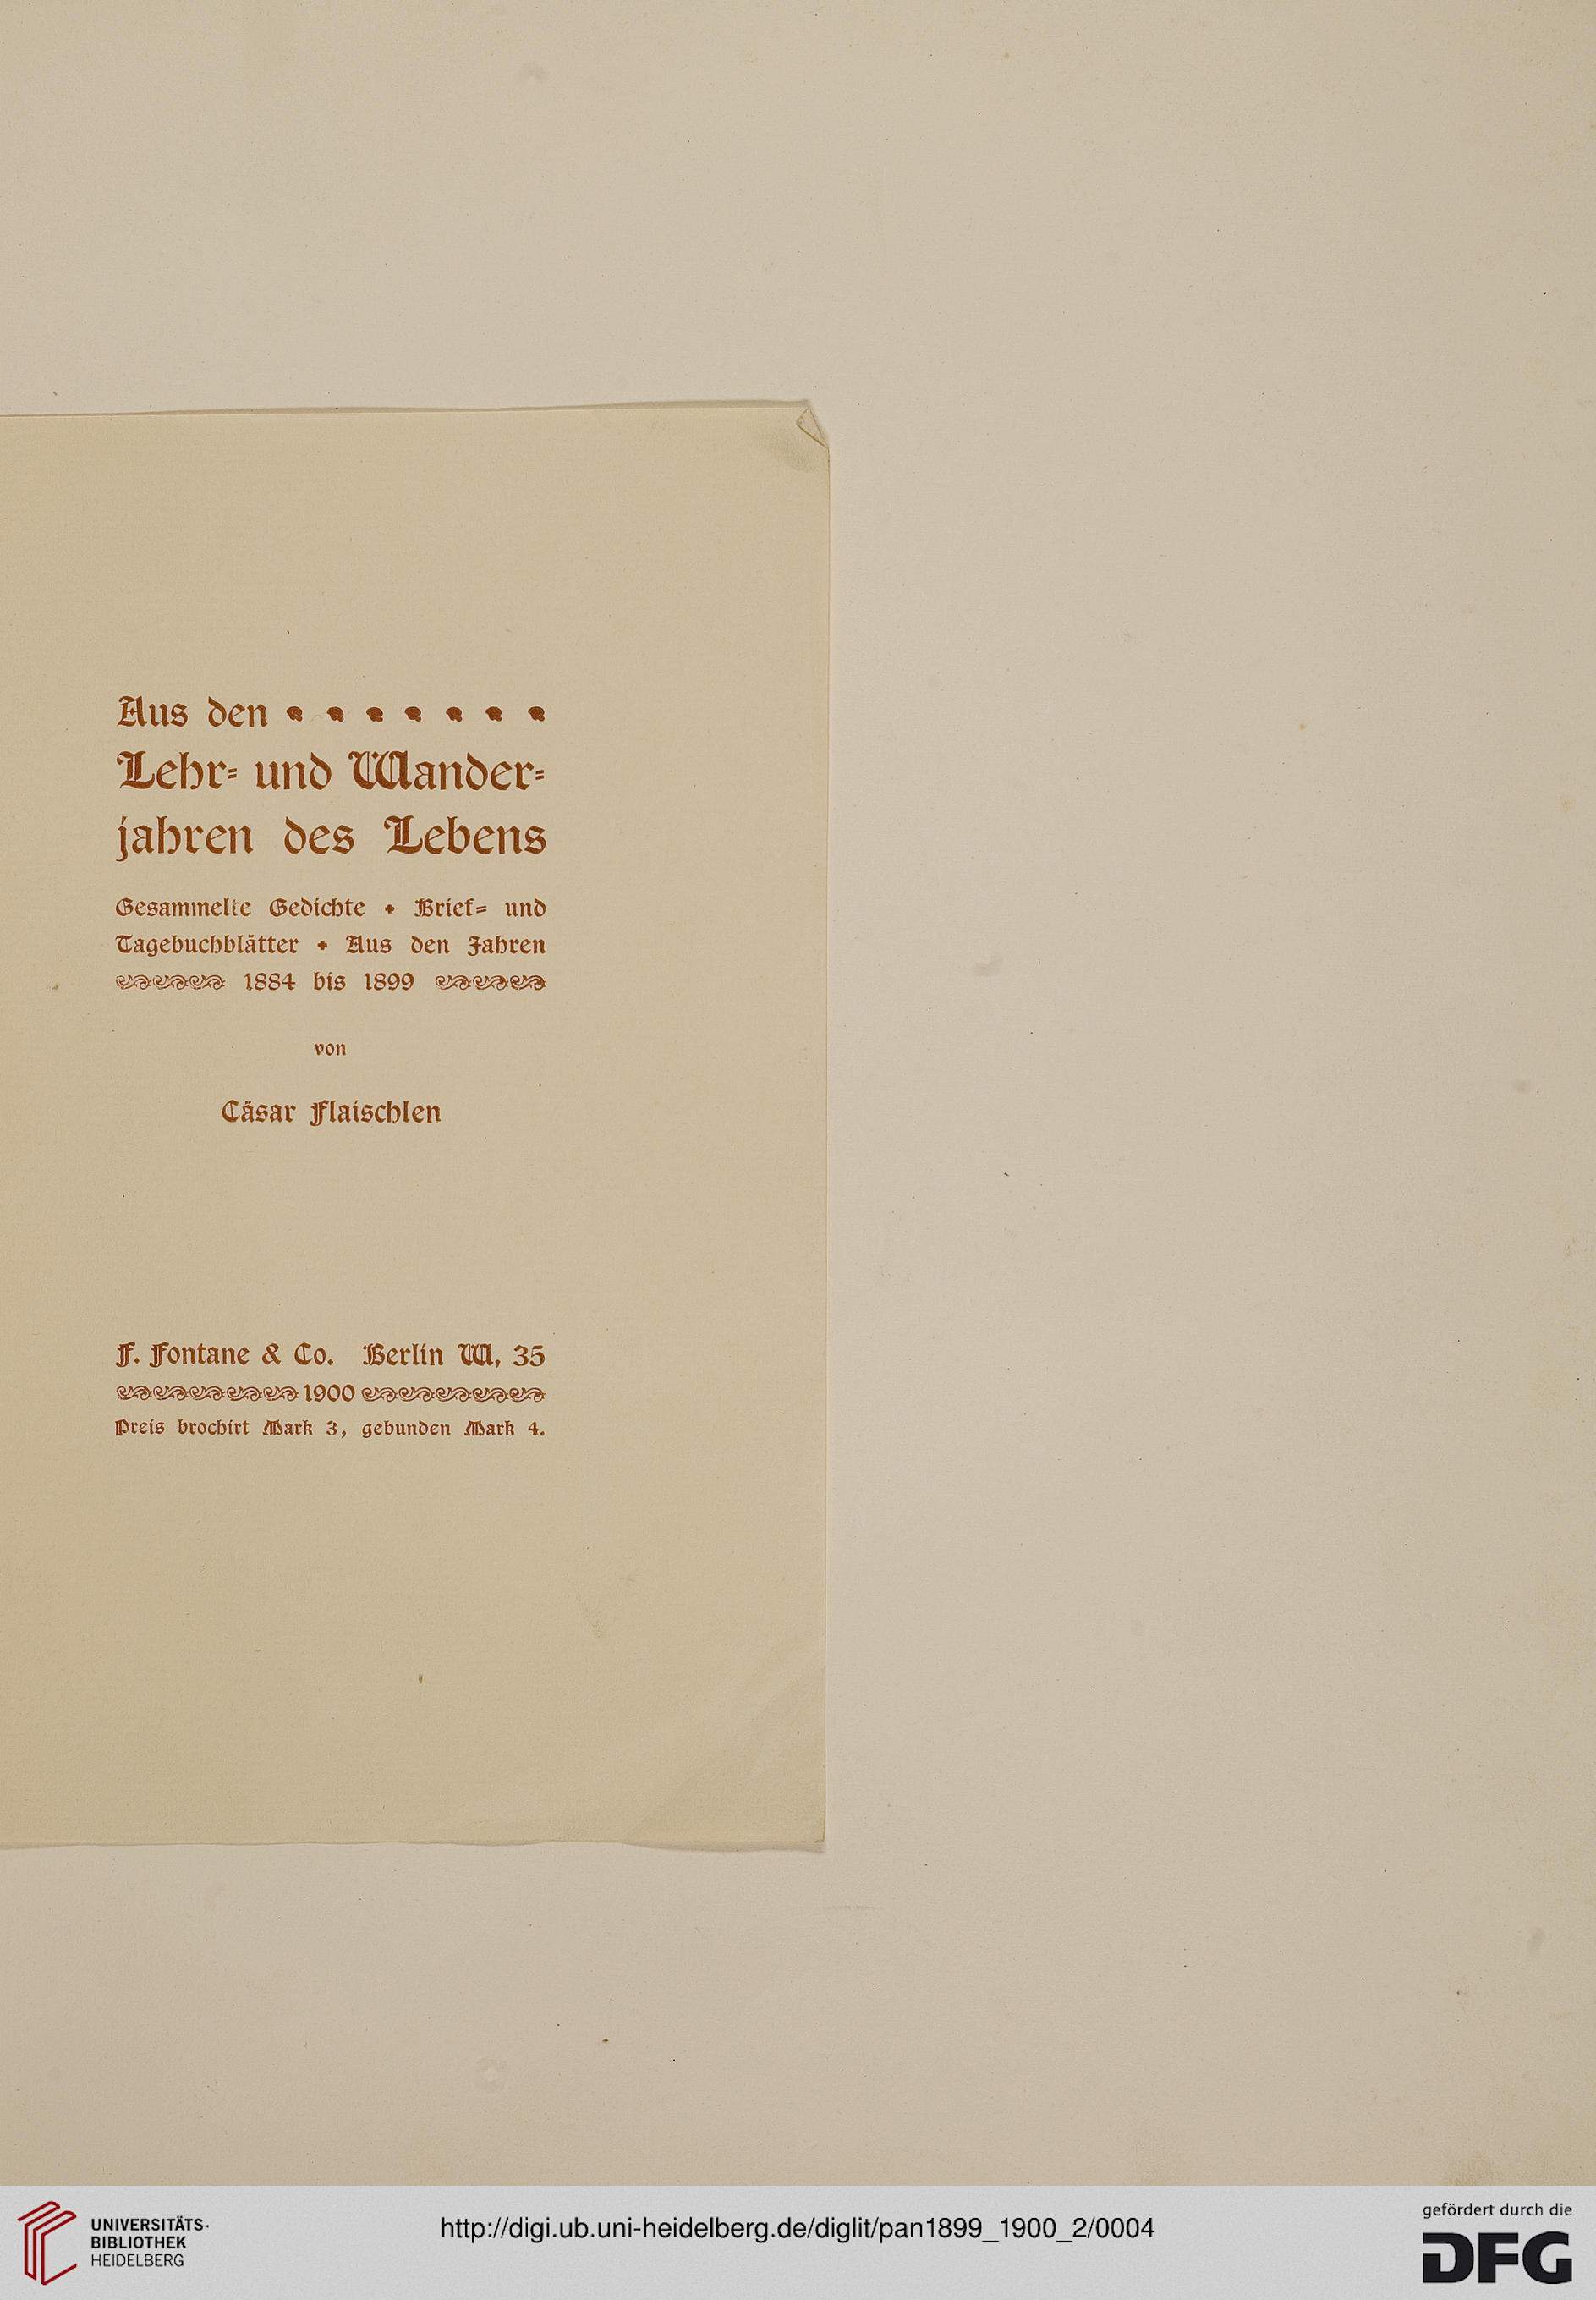 Aus den
Lehr- und Wander-
jahren des Lebens
Gesammelte Gedichte • Brief- und
Tagebuchblätter • Aus den Jahren
1884 bis 1899
von
Cäsar Flaischlen
F. Fontane & Co. Berlin W, 35
1900
Preis brochirt Mark 3, gebunden Mark 4.
UNIVERSITÄTS-
BIBLIOTHEK
HEIDELBERG
http://digi.ub.uni-heidelberg.de/diglit/pan1899_1900_2/0004
gefördert durch die
DFG